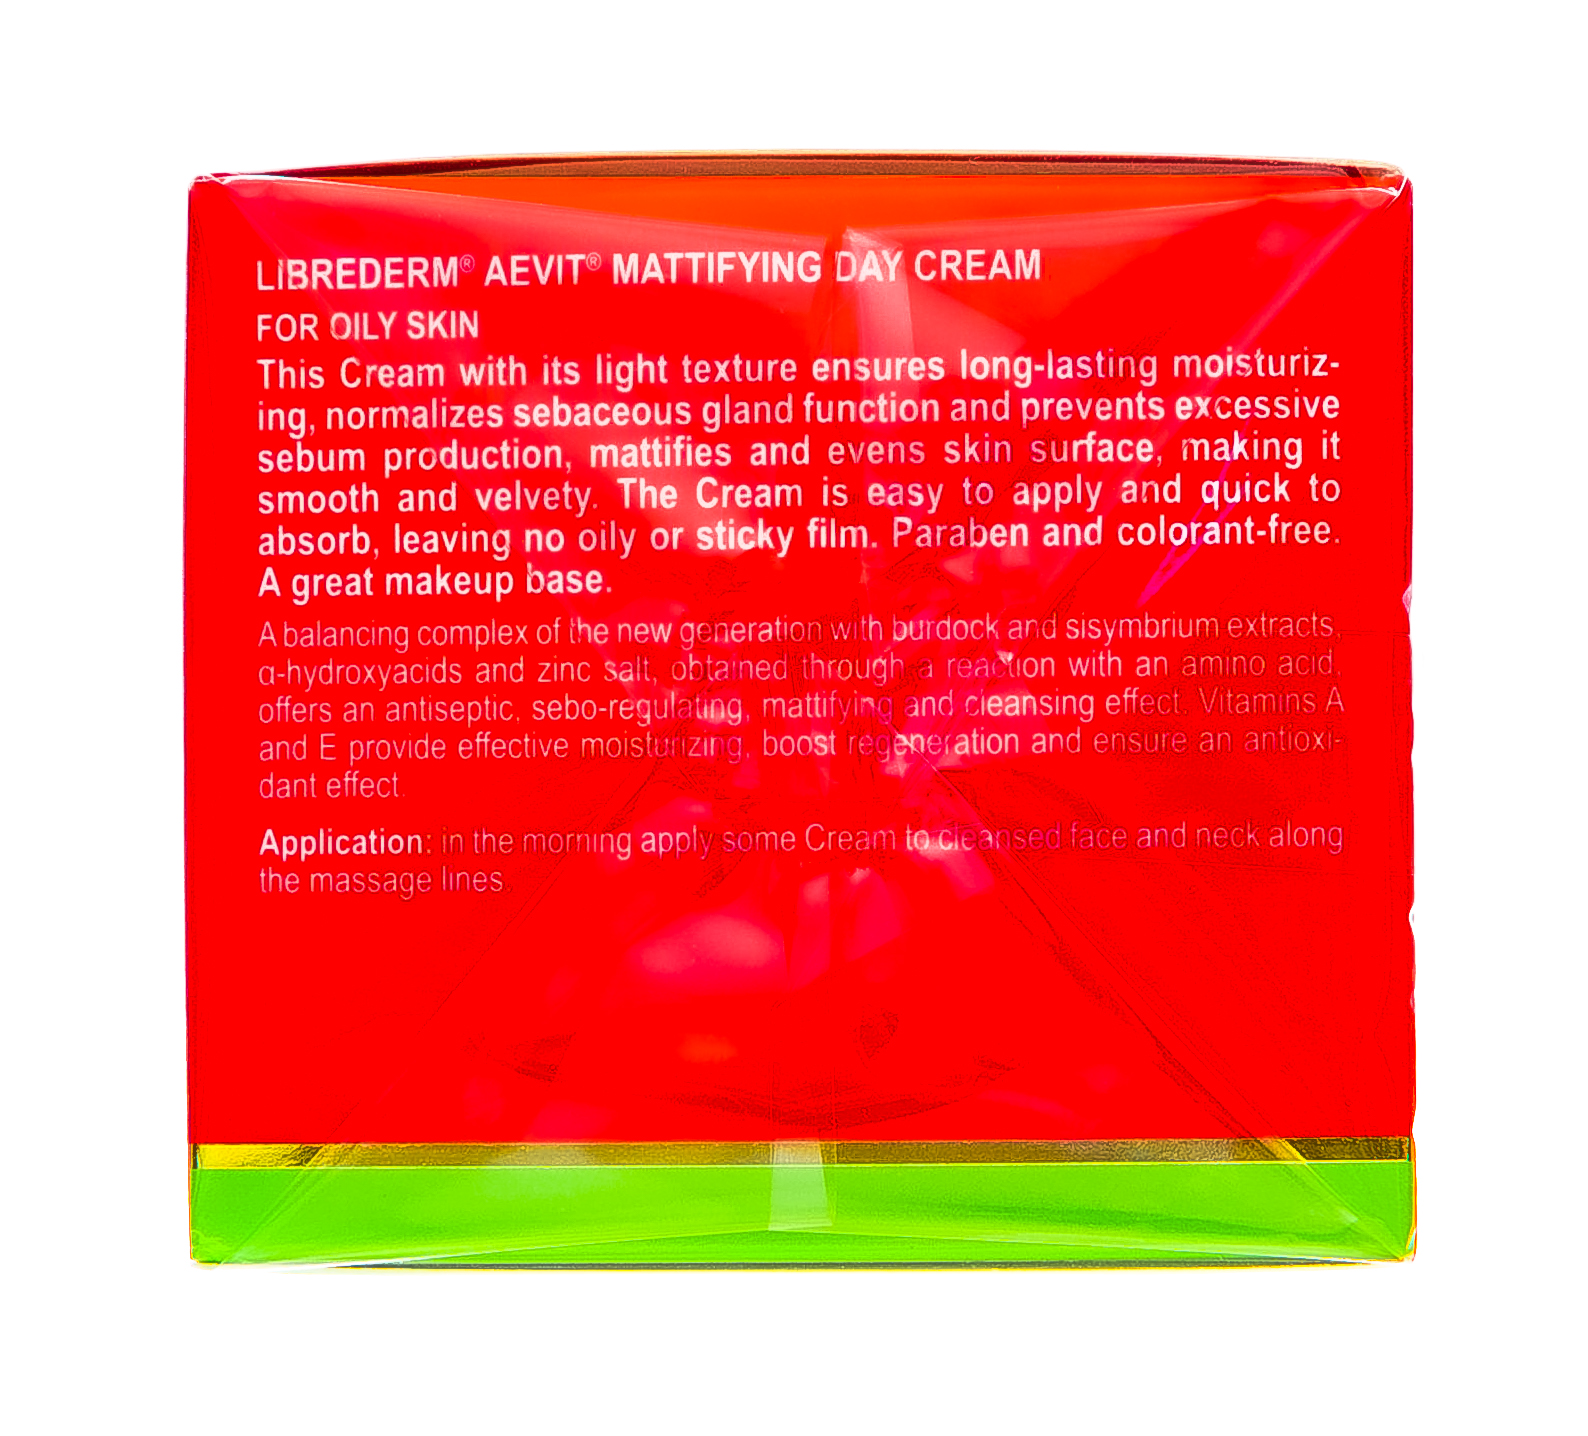 LIBREDERM® AEVIT® MATTIFYING DAY CREAM
FOR OILY SKIN
This Cream with its light texture ensures long-lasting moisturiz-
ing, normalizes sebaceous gland function and prevents excessive
sebum production, mattifies and evens skin surface, making it
smooth and velvety. The Cream is easy to apply and quick to
absorb, leaving no oily or sticky film. Paraben and colorant-free.
A great makeup base.
A balancing complex of the new generation with burdock and sisymbrium extracts,
α-hydroxyacids and zinc salt, obtained through a reaction with an amino acid,
offers an antiseptic, sebo-regulating, mattifying and cleansing effect. Vitamins A
and E provide effective moisturizing, boost regeneration and ensure an antioxi-
dant effect.
Application: in the morning apply some Cream to cleansed face and neck along
the massage lines.